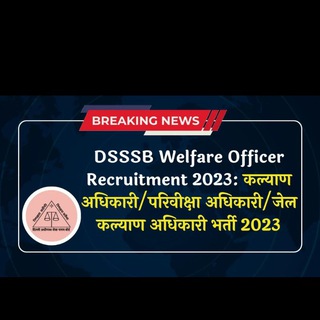 BREAKING NEWS
DSSSB Welfare Officer
Recruitment 2023: कल्याण
अधिकारी/परिवीक्षा अधिकारी/जेल
कल्याण अधिकारी भर्ती 2023